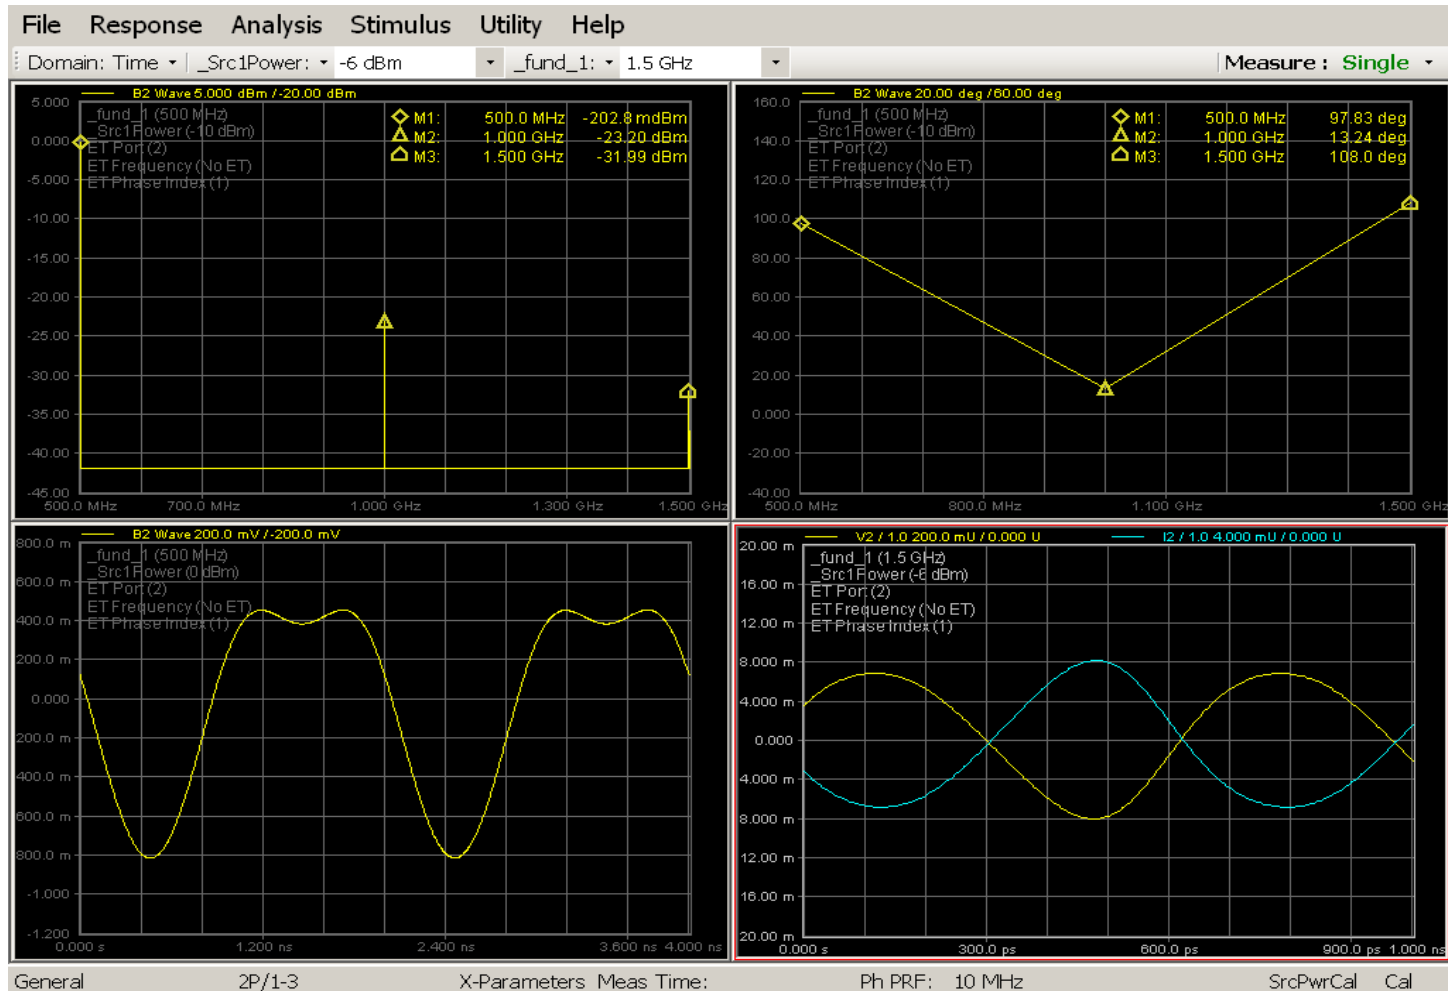 File Response Analysis Stimulus Utility Help
Domain: Time _Src1Power: -6 dBm _fund_1: 1.5 GHz Measure : Single
B2 Wave 5.000 dBm / -20.00 dBm
_fund_1 (500 MHz)
_Src1Power (-10 dBm)
ET Port (2)
ET Frequency (No ET)
ET Phase Index (1)
M1: 500.0 MHz -202.8 mdBm
M2: 1.000 GHz -23.20 dBm
M3: 1.500 GHz -31.99 dBm
5.000
0.000
-5.000
-10.00
-15.00
-20.00
-25.00
-30.00
-35.00
-40.00
-45.00
500.0 MHz 700.0 MHz 1.000 GHz 1.300 GHz 1.500 GHz
B2 Wave 20.00 deg / 60.00 deg
_fund_1 (500 MHz)
_Src1Power (-10 dBm)
ET Port (2)
ET Frequency (No ET)
ET Phase Index (1)
M1: 500.0 MHz 97.83 deg
M2: 1.000 GHz 13.24 deg
M3: 1.500 GHz 108.0 deg
160.0
140.0
120.0
100.0
80.00
60.00
40.00
20.00
0.000
-20.00
-40.00
500.0 MHz 800.0 MHz 1.100 GHz 1.500 GHz
B2 Wave 200.0 mV / -200.0 mV
_fund_1 (500 MHz)
_Src1Power (0 dBm)
ET Port (2)
ET Frequency (No ET)
ET Phase Index (1)
800.0 m
600.0 m
400.0 m
200.0 m
0.000
200.0 m
400.0 m
600.0 m
800.0 m
-1.000
-1.200
0.000 s 1.200 ns 2.400 ns 3.600 ns 4.000 ns
V2 / 1.0 200.0 mU / 0.000 U I2 / 1.0 4.000 mU / 0.000 U
_fund_1 (1.5 GHz)
_Src1Power (-6 dBm)
ET Port (2)
ET Frequency (No ET)
ET Phase Index (1)
20.00 m
16.00 m
12.00 m
8.000 m
4.000 m
0.000
4.000 m
8.000 m
12.00 m
16.00 m
20.00 m
0.000 s 300.0 ps 600.0 ps 900.0 ps 1.000 ns
General 2P/1-3 X-Parameters Meas Time: Ph PRF: 10 MHz SrcPwrCal Cal